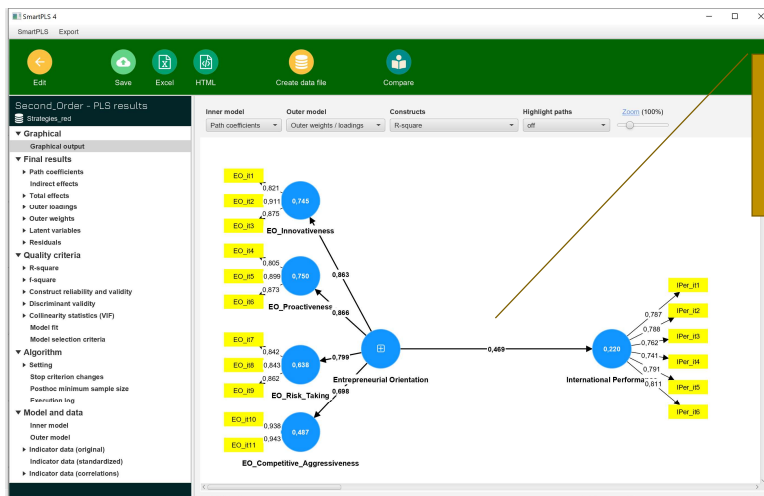 SmartPLS 4
SmartPLS Export
Edit Save Excel HTML Create data file Compare
Second_Order - PLS results
Strategies_red
Graphical
Graphical output
Final results
Path coefficients
Indirect effects
Total effects
Outer loadings
Outer weights
Latent variables
Residuals
Quality criteria
R-square
f-square
Construct reliability and validity
Discriminant validity
Collinearity statistics (VIF)
Model fit
Model selection criteria
Algorithm
Setting
Stop criterion changes
Posthoc minimum sample size
Execution log
Model and data
Inner model
Outer model
Indicator data (original)
Indicator data (standardized)
Indicator data (correlations)
Inner model Outer model Constructs Highlight paths Zoom (100%)
Path coefficients Outer weights / loadings R-square off
EO_it1
0,821
EO_it2 0,911 0,745
0,875
EO_it3
EO_Innovativeness
EO_it4
0,805
EO_it5 0,899 0,750
0,873
EO_it6
EO_Proactiveness
EO_it7
0,842
EO_it8 0,843 0,638
0,862
EO_it9
EO_Risk_Taking
EO_it10
0,938
0,487
EO_it11 0,943
EO_Competitive_Aggressiveness
0,863
0,866
0,799
0,698
Entrepreneurial Orientation
0,469
0,220
International Performa
0,787
0,788
0,762
0,741
0,791
0,811
IPer_it1
IPer_it2
IPer_it3
IPer_it4
IPer_it5
IPer_it6